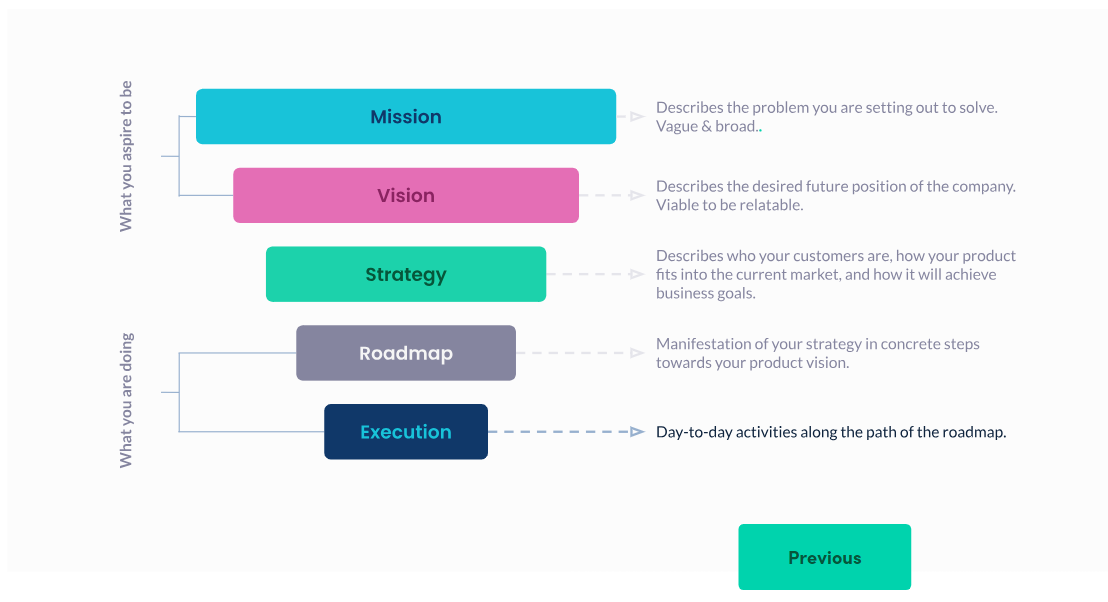 What you aspire to be
Mission
Describes the problem you are setting out to solve.
Vague & broad..
Vision
Describes the desired future position of the company.
Viable to be relatable.
Strategy
Describes who your customers are, how your product
fits into the current market, and how it will achieve
business goals.
What you are doing
Roadmap
Manifestation of your strategy in concrete steps
towards your product vision.
Execution
Day-to-day activities along the path of the roadmap.
Previous